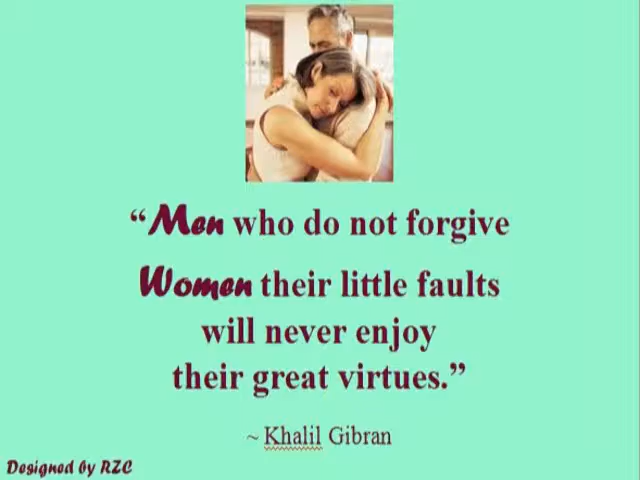 “Men who do not forgive
Women their little faults
will never enjoy
their great virtues.”
~ Khalil Gibran
Designed by RZC